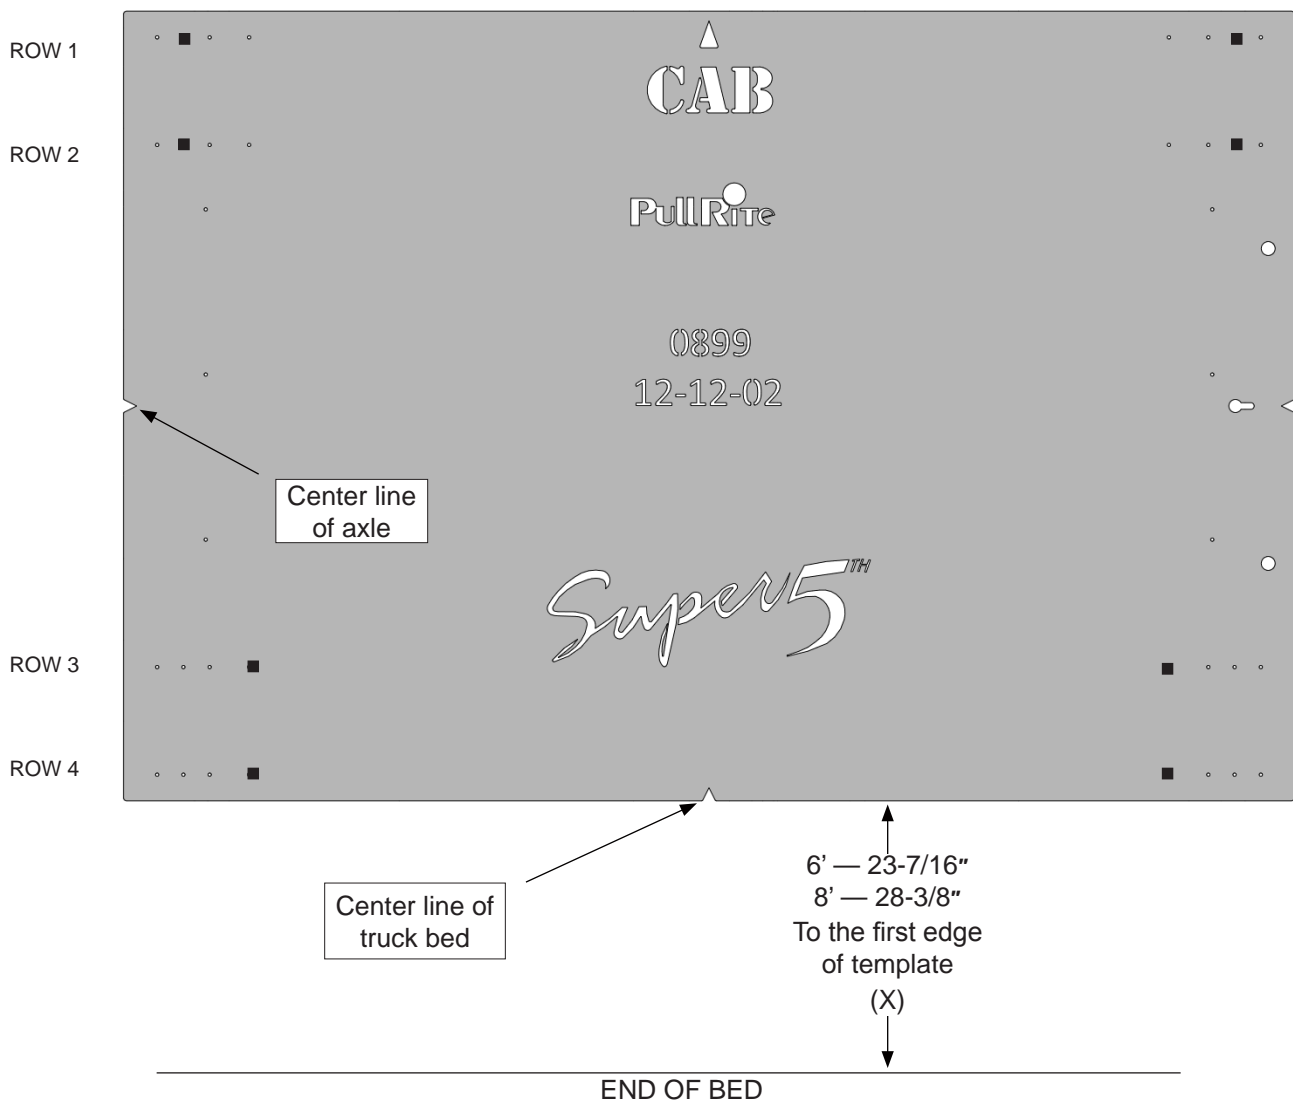 ROW 1
CAB
ROW 2
PullRite
0899
12-12-02
Center line
of axle
Super5TH
ROW 3
ROW 4
6’ — 23-7/16"
8’ — 28-3/8"
To the first edge
of template
(X)
Center line of
truck bed
END OF BED